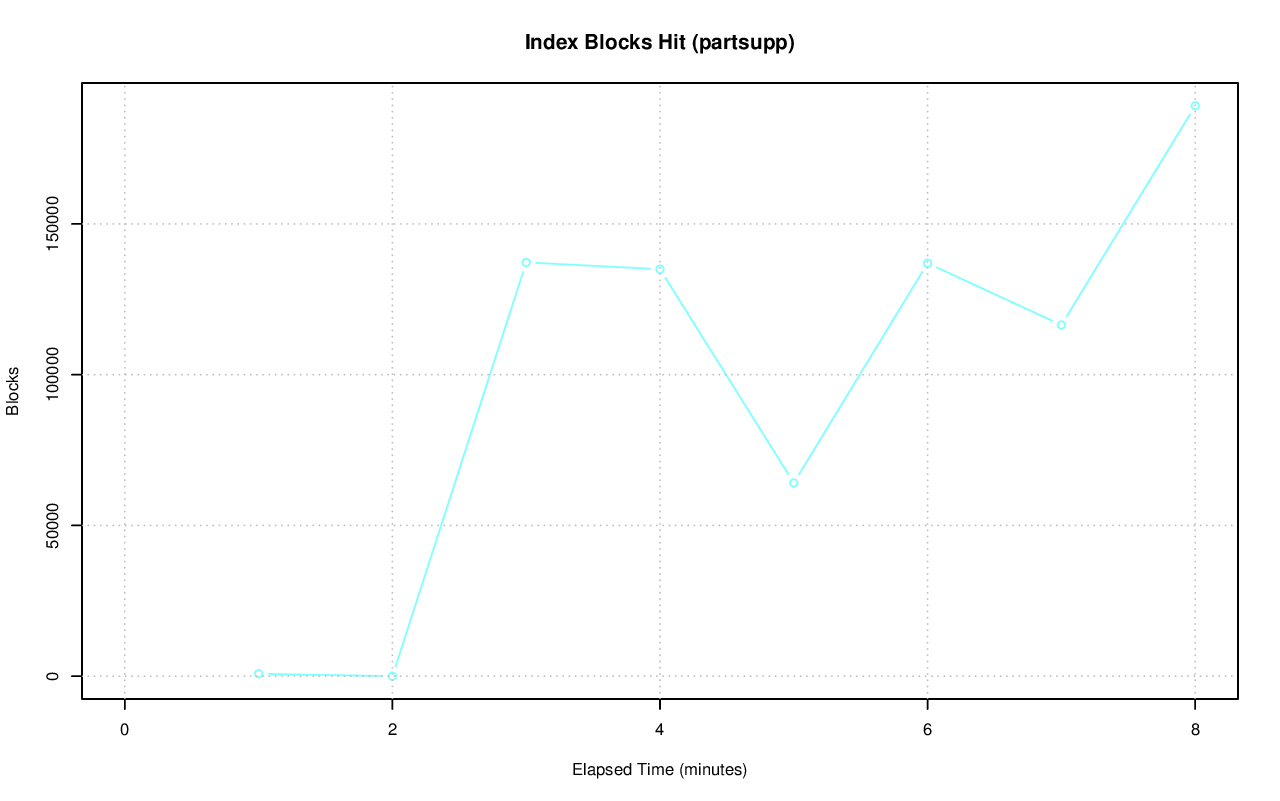 Index Blocks Hit (partsupp)
Blocks
150000
100000
50000
0
0 2 4 6 8
Elapsed Time (minutes)